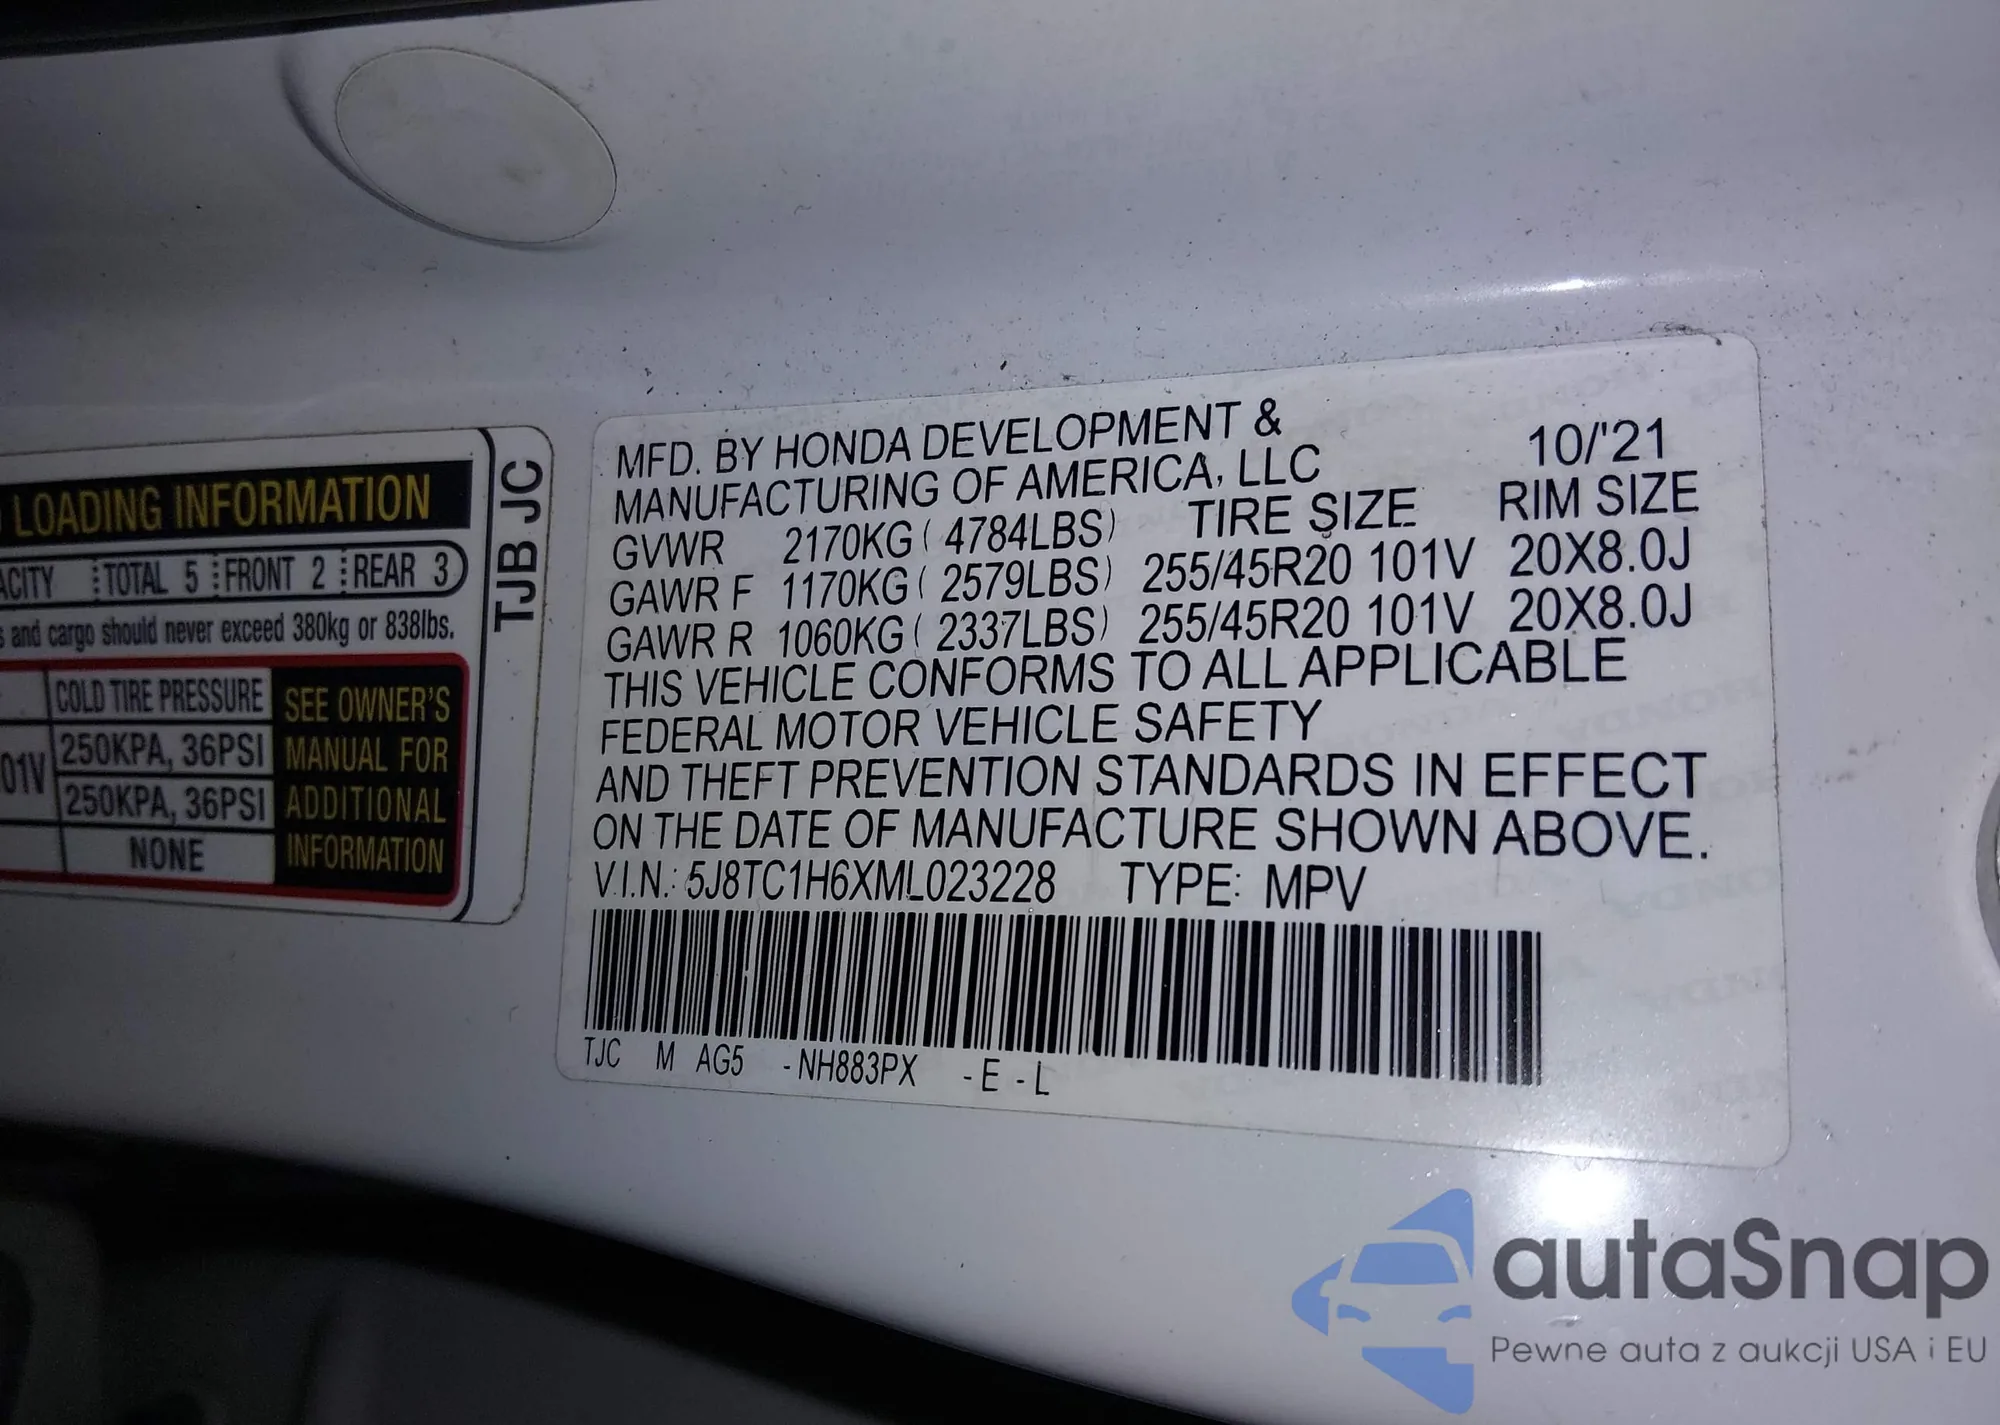 LOADING INFORMATION
ACITY TOTAL 5 FRONT 2 REAR 3
and cargo should never exceed 380kg or 838lbs.
COLD TIRE PRESSURE
01V 250KPA, 36PSI
250KPA, 36PSI
NONE
SEE OWNER'S
MANUAL FOR
ADDITIONAL
INFORMATION
TJB JC
MFD. BY HONDA DEVELOPMENT & 10/'21
MANUFACTURING OF AMERICA, LLC
GVWR 2170KG ( 4784LBS) TIRE SIZE RIM SIZE
GAWR F 1170KG ( 2579LBS) 255/45R20 101V 20X8.0J
GAWR R 1060KG ( 2337LBS) 255/45R20 101V 20X8.0J
THIS VEHICLE CONFORMS TO ALL APPLICABLE
FEDERAL MOTOR VEHICLE SAFETY
AND THEFT PREVENTION STANDARDS IN EFFECT
ON THE DATE OF MANUFACTURE SHOWN ABOVE.
V.I.N.: 5J8TC1H6XML023228 TYPE: MPV
TJC M AG5 -NH883PX -E -L
autaSnap
Pewne auta z aukcji USA i EU